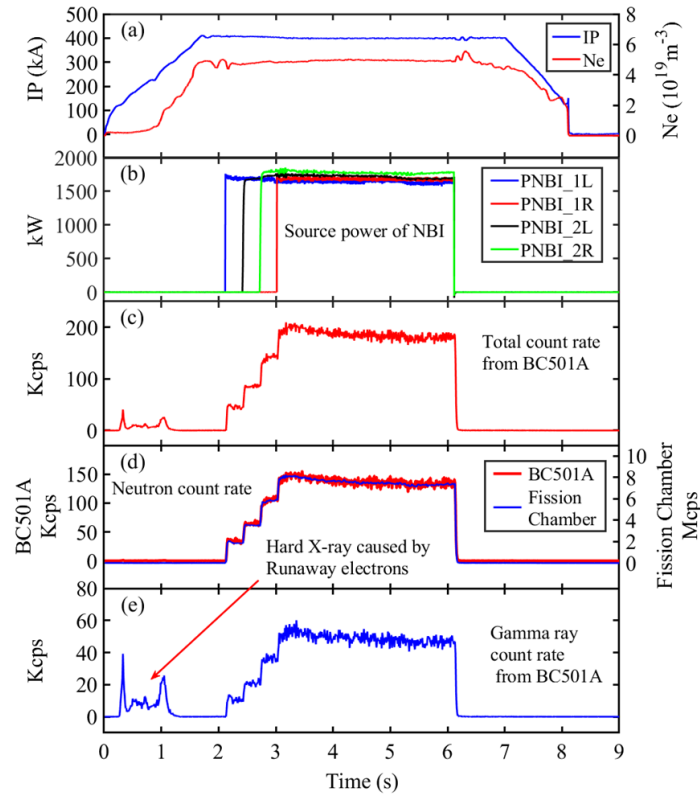 (a)
500
400
300
200
100
0
IP (kA)
8
6
4
2
0
Ne (10¹⁹m⁻³)
IP
Ne
(b)
2000
1750
1500
1000
500
0
kW
Source power of NBI
PNBI_1L
PNBI_1R
PNBI_2L
PNBI_2R
(c)
200
100
0
Kcps
Total count rate
from BC501A
(d)
150
100
50
0
BC501A
Kcps
Neutron count rate
10
8
6
4
2
0
Fission Chamber
Mcps
BC501A
Fission
Chamber
Hard X-ray caused by
Runaway electrons
(e)
80
60
40
20
0
Kcps
Gamma ray
count rate
from BC501A
0 1 2 3 4 5 6 7 8 9
Time (s)